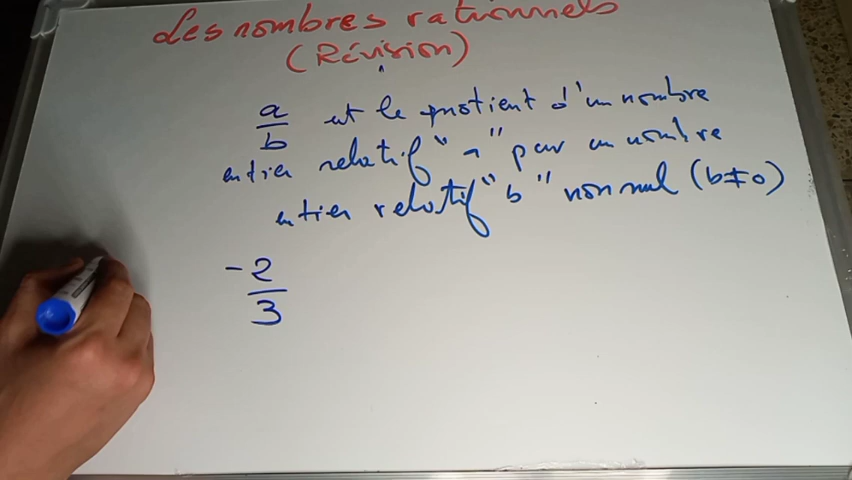 Les nombres rationnels
(Révision)
a/b est le quotient d'un nombre
entier relatif "a" par un nombre
entier relatif "b" non nul (b≠0)
-2/3